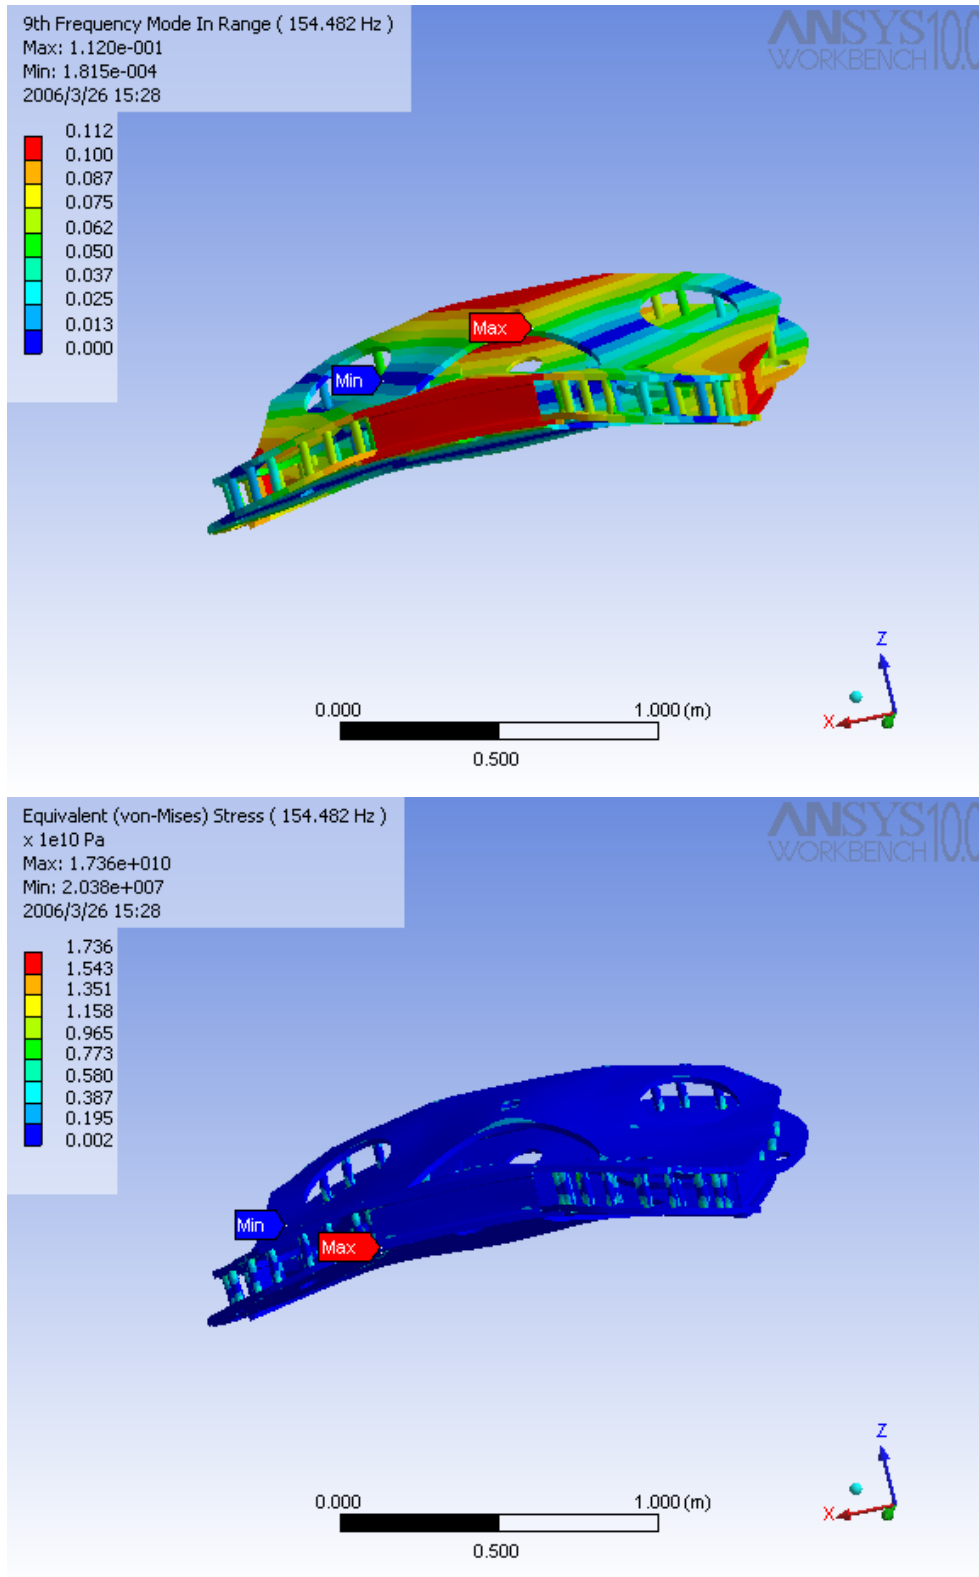 9th Frequency Mode In Range ( 154.482 Hz )
Max: 1.120e-001
Min: 1.815e-004
2006/3/26 15:28
ANSYS 10.0
WORKBENCH
0.112
0.100
0.087
0.075
0.062
0.050
0.037
0.025
0.013
0.000
Max
Min
Z
X
0.000
1.000 (m)
0.500
Equivalent (von-Mises) Stress ( 154.482 Hz )
x 1e10 Pa
Max: 1.736e+010
Min: 2.038e+007
2006/3/26 15:28
ANSYS 10.0
WORKBENCH
1.736
1.543
1.351
1.158
0.965
0.773
0.580
0.387
0.195
0.002
Min
Max
Z
X
0.000
1.000 (m)
0.500